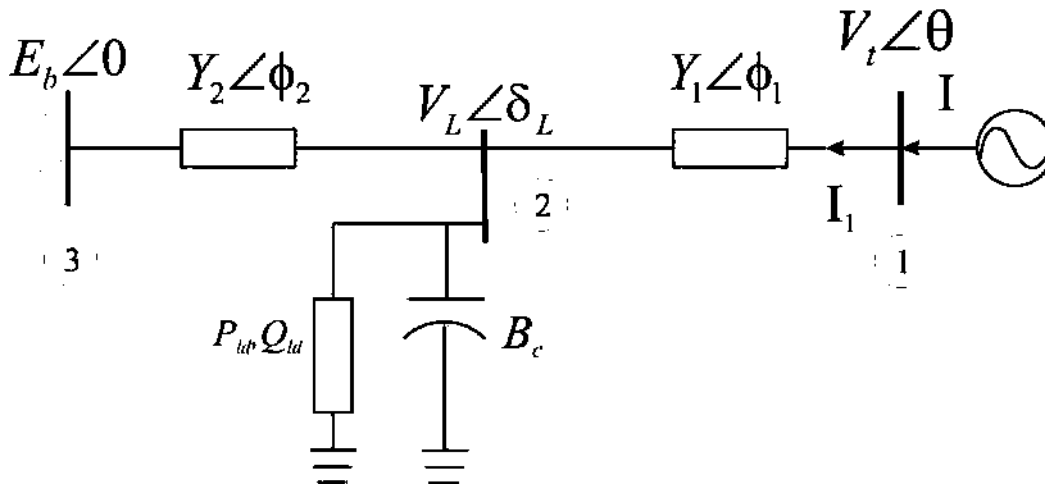 E_b∠0
Y_2∠ϕ_2
V_L∠δ_L
Y_1∠ϕ_1
V_t∠θ
I
I_1
3
2
1
P_ld,Q_ld
B_c